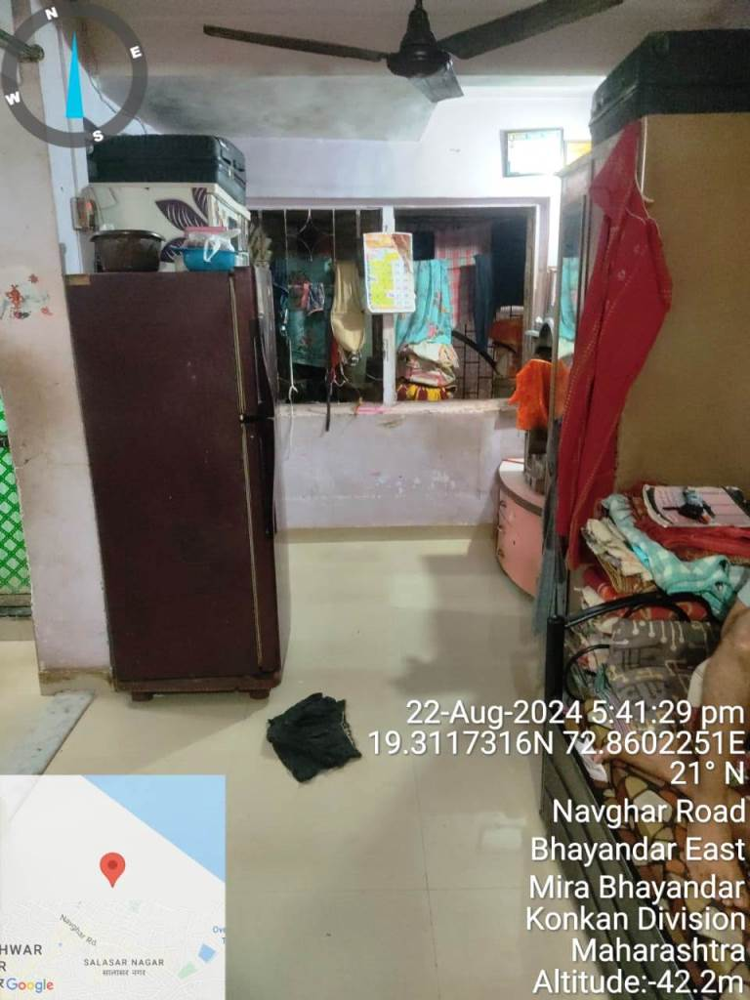 N
E
W
S
22-Aug-2024 5:41:29 pm
19.3117316N 72.8602251E
21° N
Navghar Road
Bhayandar East
Mira Bhayandar
Konkan Division
Maharashtra
Altitude:-42.2m
Navghar Rd
HWAR
R
SALASAR NAGAR
सालासर नगर
Google